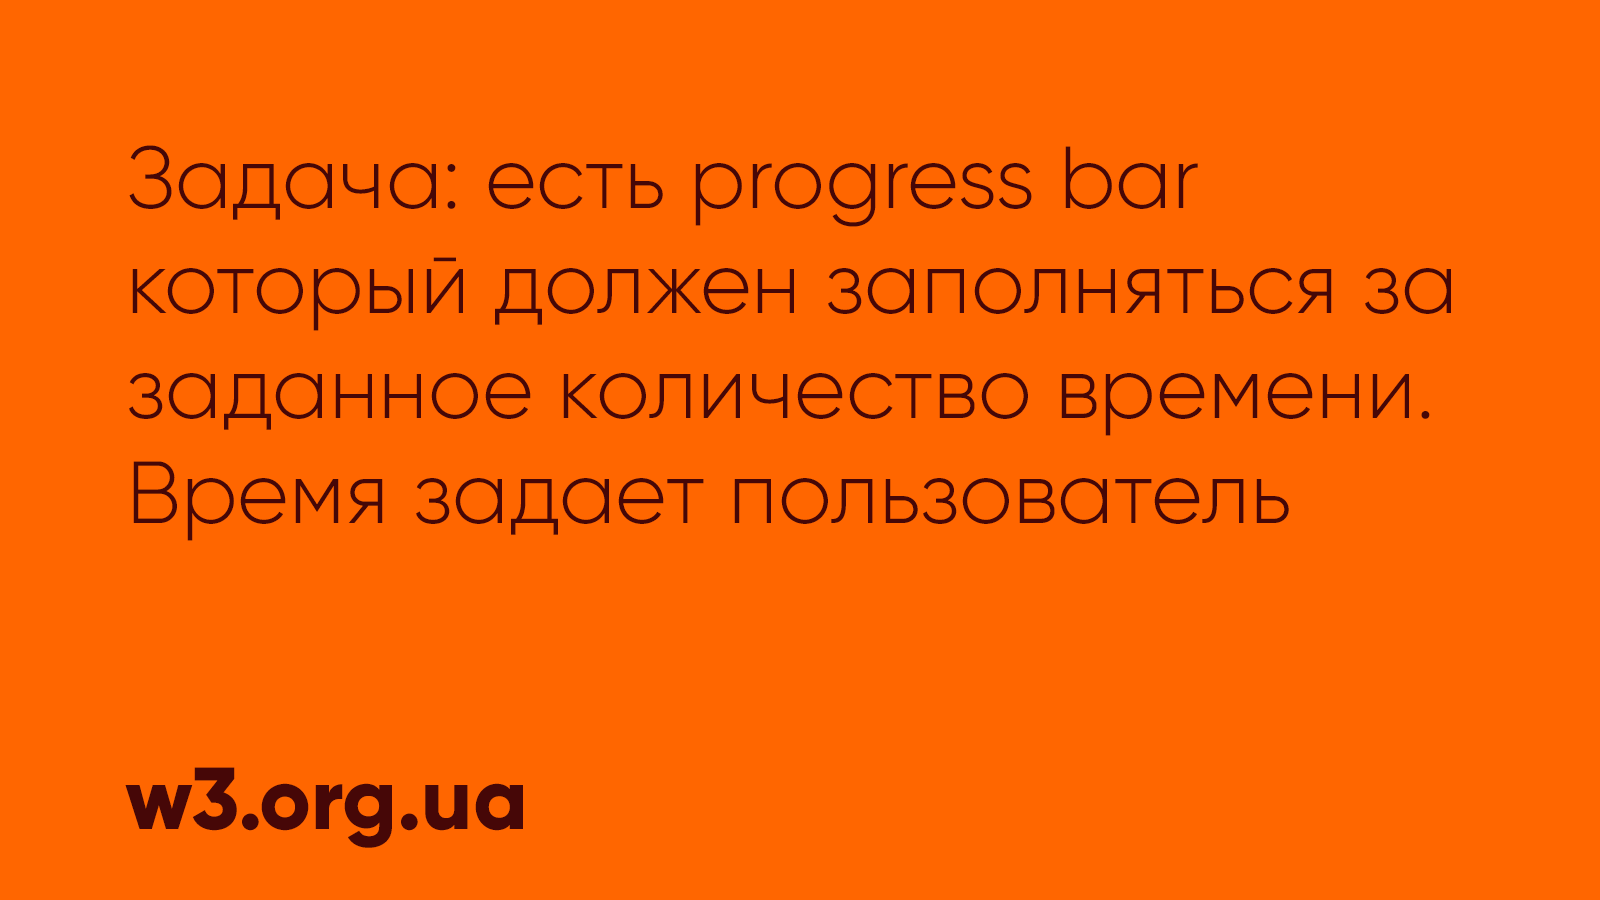 Задача: есть progress bar
который должен заполняться за
заданное количество времени.
Время задает пользователь
w3.org.ua